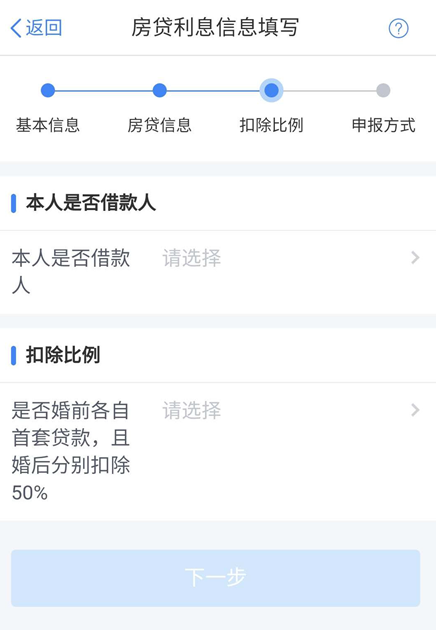 返回 房贷利息信息填写 ?
基本信息 房贷信息 扣除比例 申报方式
本人是否借款人
本人是否借款 请选择
人
扣除比例
是否婚前各自 请选择
首套贷款，且
婚后分别扣除
50%
下一步